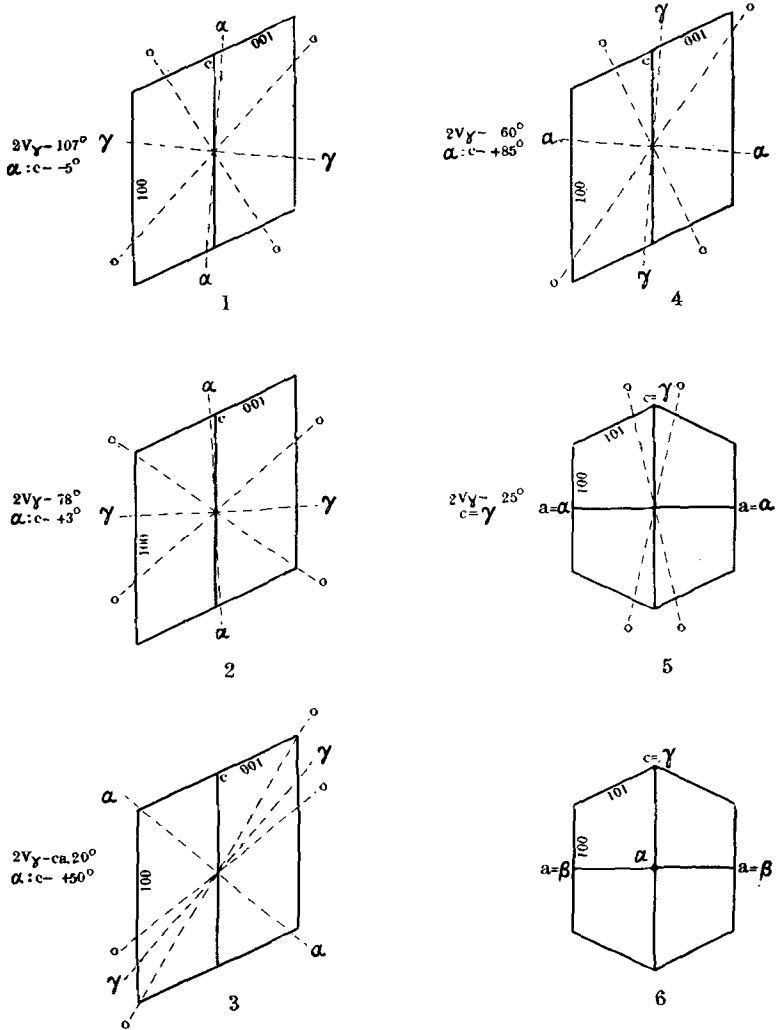 α
o
o
c
001
2Vγ- 107°
α:c- -5°
γ
γ
100
o
o
α
1
γ
o
o
c
001
2Vγ- 60°
α:c- +85°
α
α
100
o
o
γ
4
α
o
o
c
001
2Vγ- 78°
α:c- +3°
γ
γ
100
o
o
α
2
o
o
c=γ
101
100
2Vγ- 25°
c=γ
a=α
a=α
o
o
5
o
γ
o
c
001
α
2Vγ-ca.20°
α:c- +50°
100
o
γ
o
α
3
c=γ
101
100
α
a=β
a=β
6